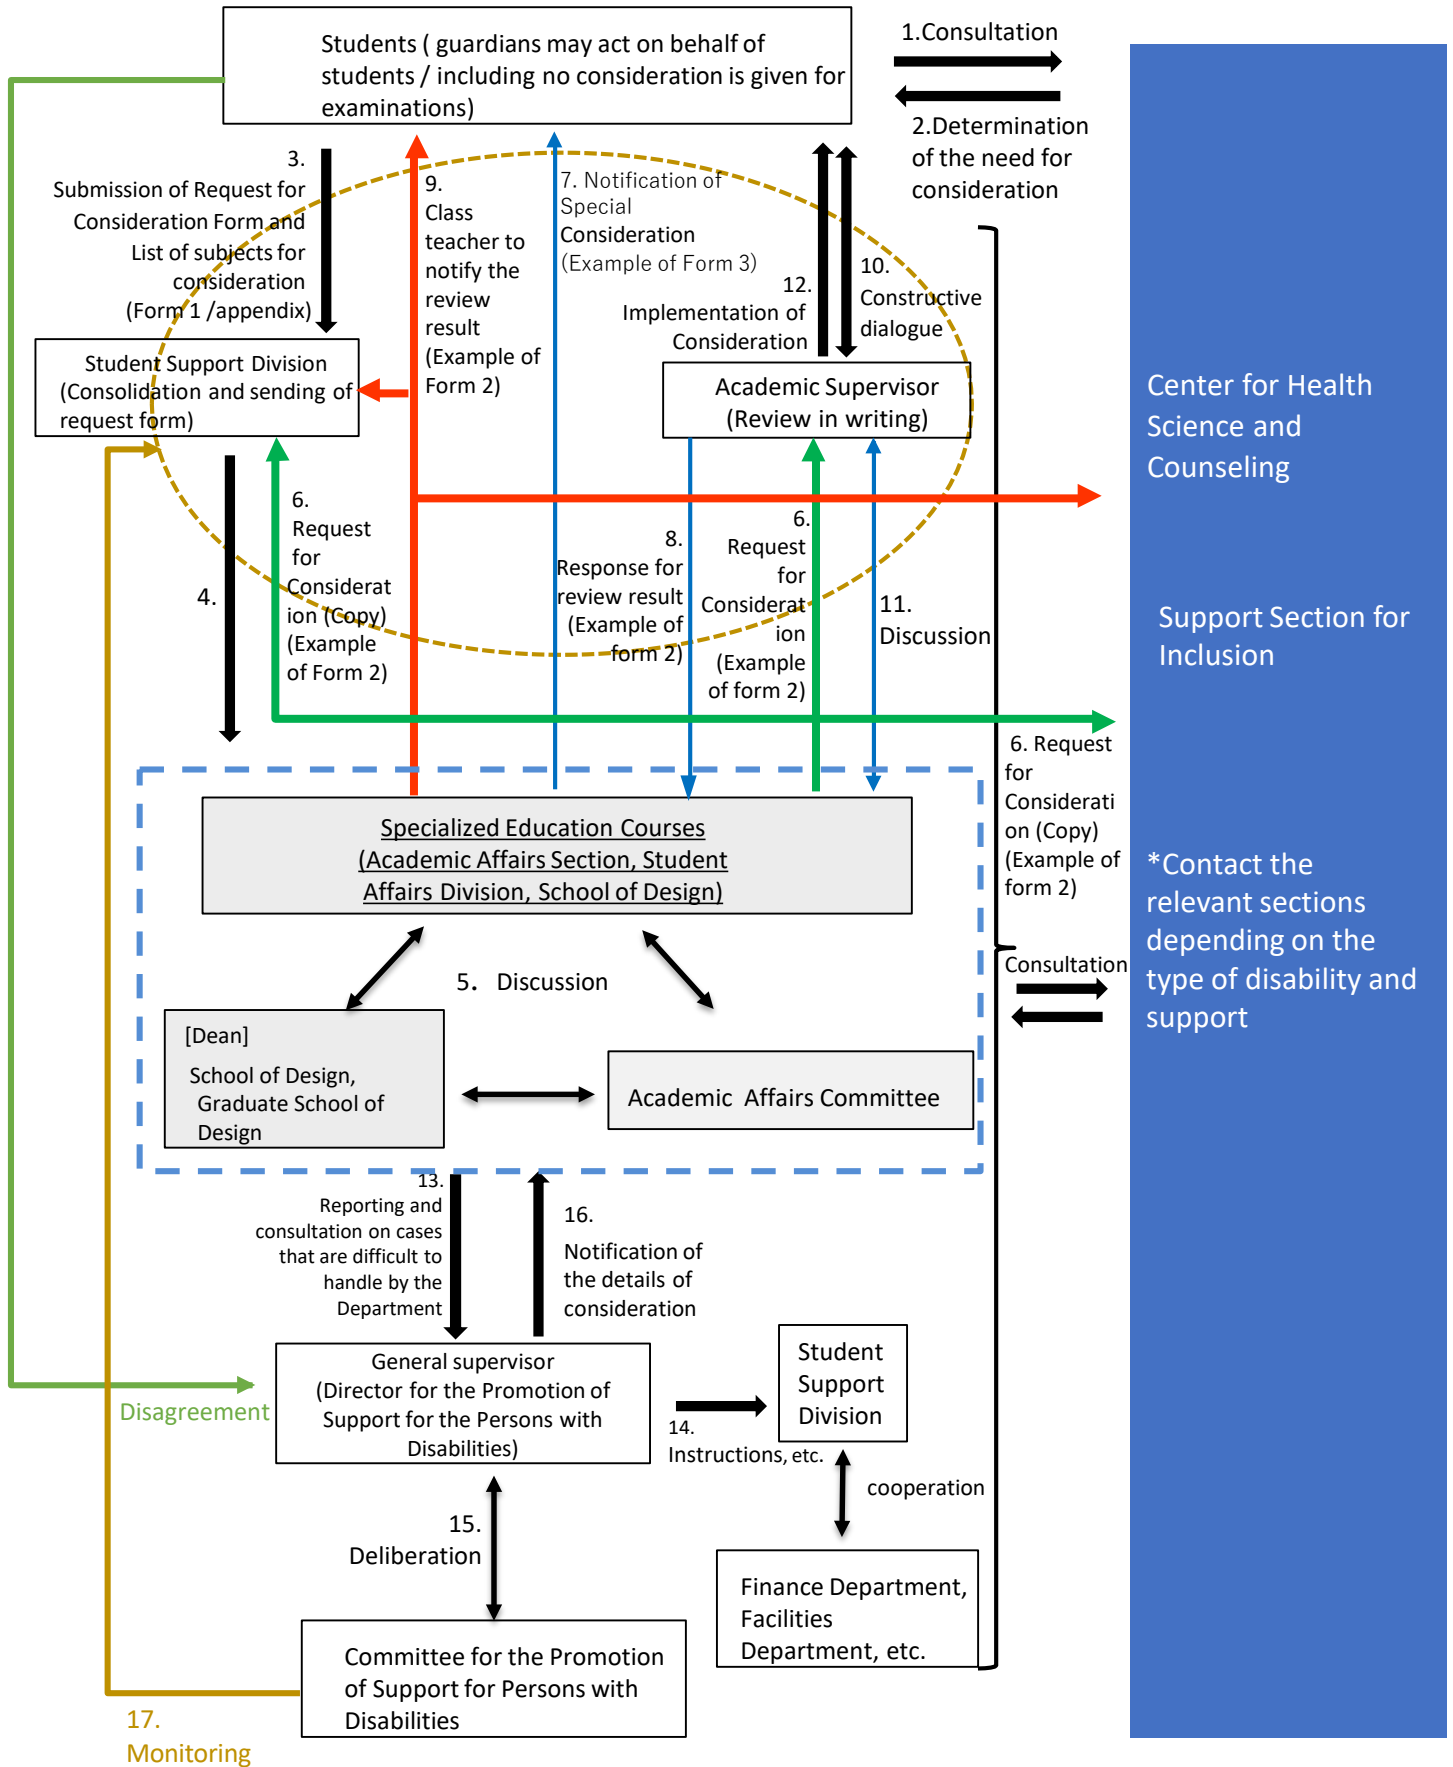 Students ( guardians may act on behalf of
students / including no consideration is given for
examinations)
1.Consultation
2.Determination
of the need for
consideration
3.
Submission of Request for
Consideration Form and
List of subjects for
consideration
(Form 1 /appendix)
9.
Class
teacher to
notify the
review
result
(Example of
Form 2)
7. Notification of
Special
Consideration
(Example of Form 3)
12.
Implementation of
Consideration
10.
Constructive
dialogue
Student Support Division
(Consolidation and sending of
request form)
Academic Supervisor
(Review in writing)
Center for Health
Science and
Counseling
Support Section for
Inclusion
*Contact the
relevant sections
depending on the
type of disability and
support
4.
6.
Request
for
Considerat
ion (Copy)
(Example
of Form 2)
8.
Response for
review result
(Example of
form 2)
6.
Request
for
Considerat
ion
(Example
of form 2)
11.
Discussion
6. Request
for
Considerati
on (Copy)
(Example of
form 2)
Specialized Education Courses
(Academic Affairs Section, Student
Affairs Division, School of Design)
5. Discussion
Consultation
[Dean]
School of Design,
Graduate School of
Design
Academic Affairs Committee
13.
Reporting and
consultation on cases
that are difficult to
handle by the
Department
16.
Notification of
the details of
consideration
General supervisor
(Director for the Promotion of
Support for the Persons with
Disabilities)
Disagreement
14.
Instructions, etc.
Student
Support
Division
cooperation
15.
Deliberation
Finance Department,
Facilities
Department, etc.
Committee for the Promotion
of Support for Persons with
Disabilities
17.
Monitoring